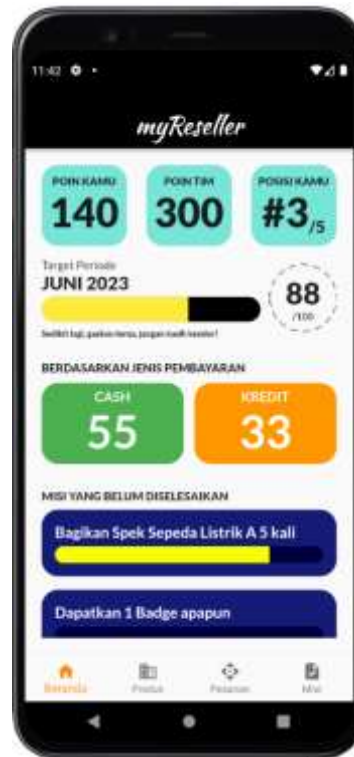 11:42
myReseller
POIN KAMU
140
POIN TIM
300
POSISI KAMU
#3/5
Target Periode
JUNI 2023
88
/100
BERDASARKAN JENIS PEMBAYARAN
CASH
55
KREDIT
33
MISI YANG BELUM DISELESAIKAN
Bagikan Spek Sepeda Listrik A 5 kali
Dapatkan 1 Badge apapun
Beranda
Produk
Pesanan
Misi